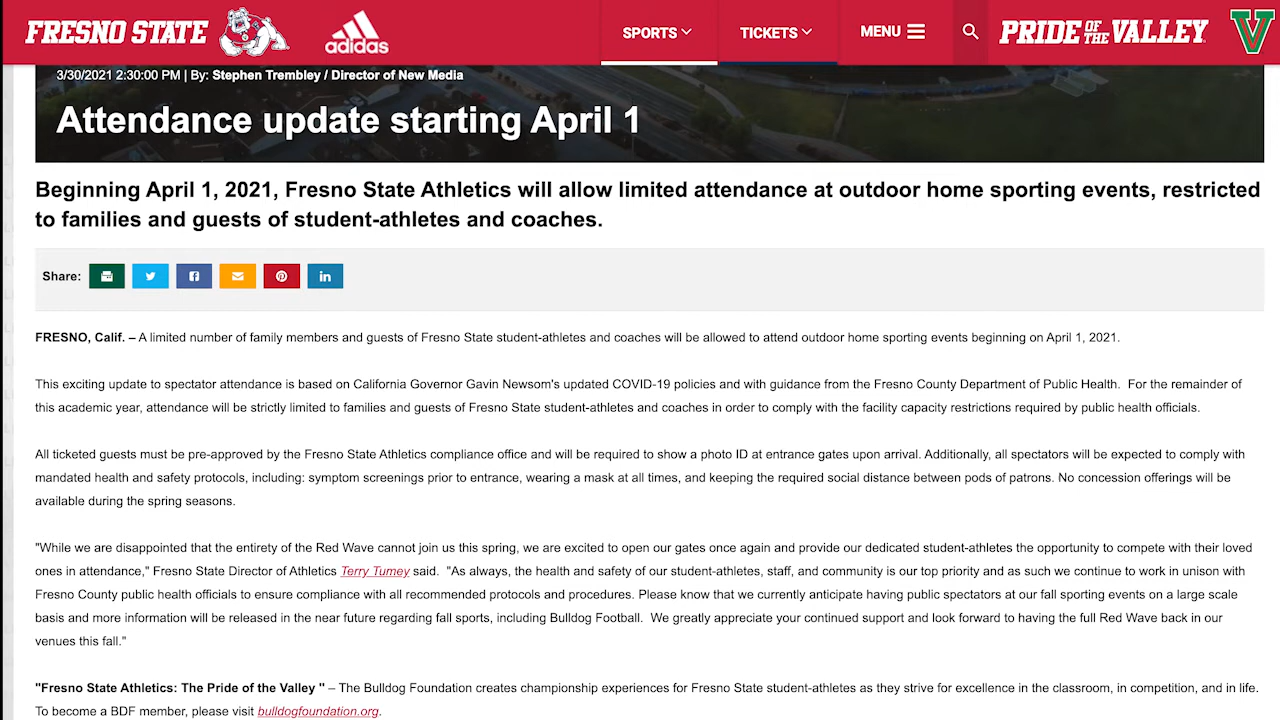 FRESNO STATE adidas SPORTS TICKETS MENU PRIDE OF THE VALLEY V
3/30/2021 2:30:00 PM | By: Stephen Trembley / Director of New Media
Attendance update starting April 1
Beginning April 1, 2021, Fresno State Athletics will allow limited attendance at outdoor home sporting events, restricted
to families and guests of student-athletes and coaches.
Share:
FRESNO, Calif. – A limited number of family members and guests of Fresno State student-athletes and coaches will be allowed to attend outdoor home sporting events beginning on April 1, 2021.
This exciting update to spectator attendance is based on California Governor Gavin Newsom's updated COVID-19 policies and with guidance from the Fresno County Department of Public Health. For the remainder of
this academic year, attendance will be strictly limited to families and guests of Fresno State student-athletes and coaches in order to comply with the facility capacity restrictions required by public health officials.
All ticketed guests must be pre-approved by the Fresno State Athletics compliance office and will be required to show a photo ID at entrance gates upon arrival. Additionally, all spectators will be expected to comply with
mandated health and safety protocols, including: symptom screenings prior to entrance, wearing a mask at all times, and keeping the required social distance between pods of patrons. No concession offerings will be
available during the spring seasons.
"While we are disappointed that the entirety of the Red Wave cannot join us this spring, we are excited to open our gates once again and provide our dedicated student-athletes the opportunity to compete with their loved
ones in attendance," Fresno State Director of Athletics Terry Tumey said. "As always, the health and safety of our student-athletes, staff, and community is our top priority and as such we continue to work in unison with
Fresno County public health officials to ensure compliance with all recommended protocols and procedures. Please know that we currently anticipate having public spectators at our fall sporting events on a large scale
basis and more information will be released in the near future regarding fall sports, including Bulldog Football. We greatly appreciate your continued support and look forward to having the full Red Wave back in our
venues this fall."
"Fresno State Athletics: The Pride of the Valley " – The Bulldog Foundation creates championship experiences for Fresno State student-athletes as they strive for excellence in the classroom, in competition, and in life.
To become a BDF member, please visit bulldogfoundation.org.